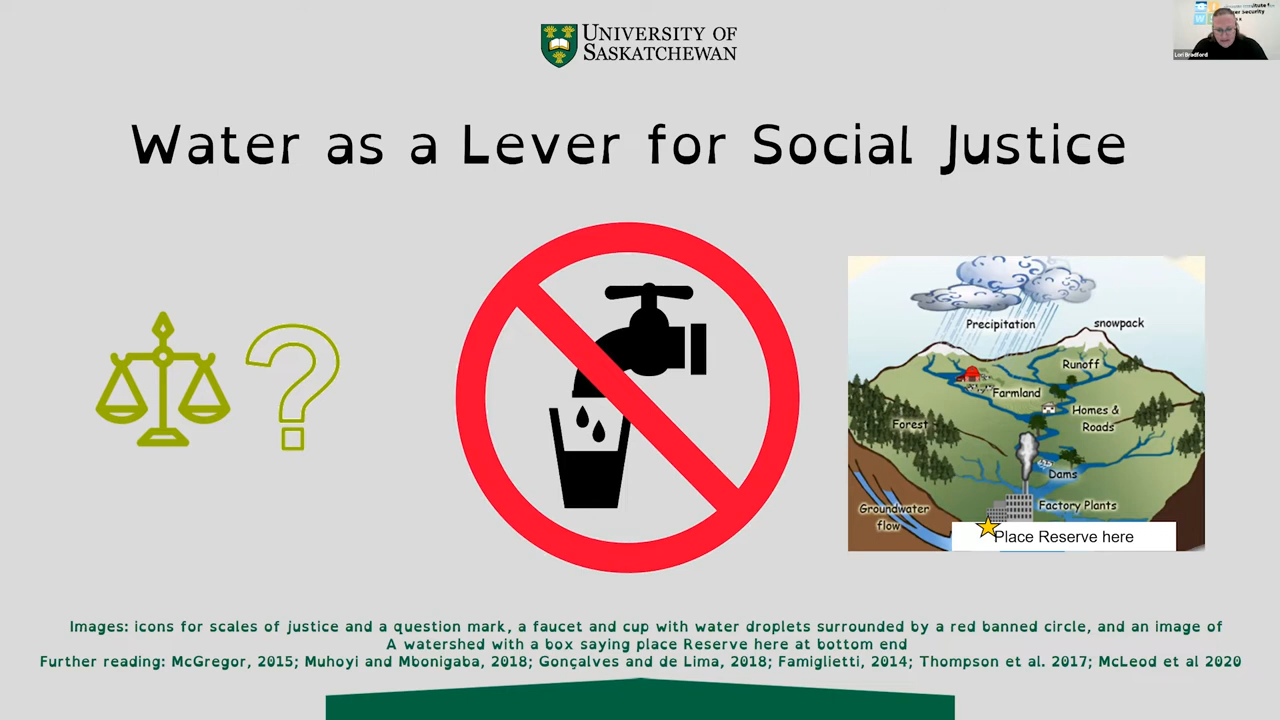 UNIVERSITY OF
SASKATCHEWAN
Lori Bradford
Water as a Lever for Social Justice
Precipitation
snowpack
Runoff
Farmland
Homes &
Roads
Forest
Dams
Factory Plants
Groundwater
flow
Place Reserve here
Images: icons for scales of justice and a question mark, a faucet and cup with water droplets surrounded by a red banned circle, and an image of
A watershed with a box saying place Reserve here at bottom end
Further reading: McGregor, 2015; Muhoyi and Mbonigaba, 2018; Gonçalves and de Lima, 2018; Famiglietti, 2014; Thompson et al. 2017; McLeod et al 2020